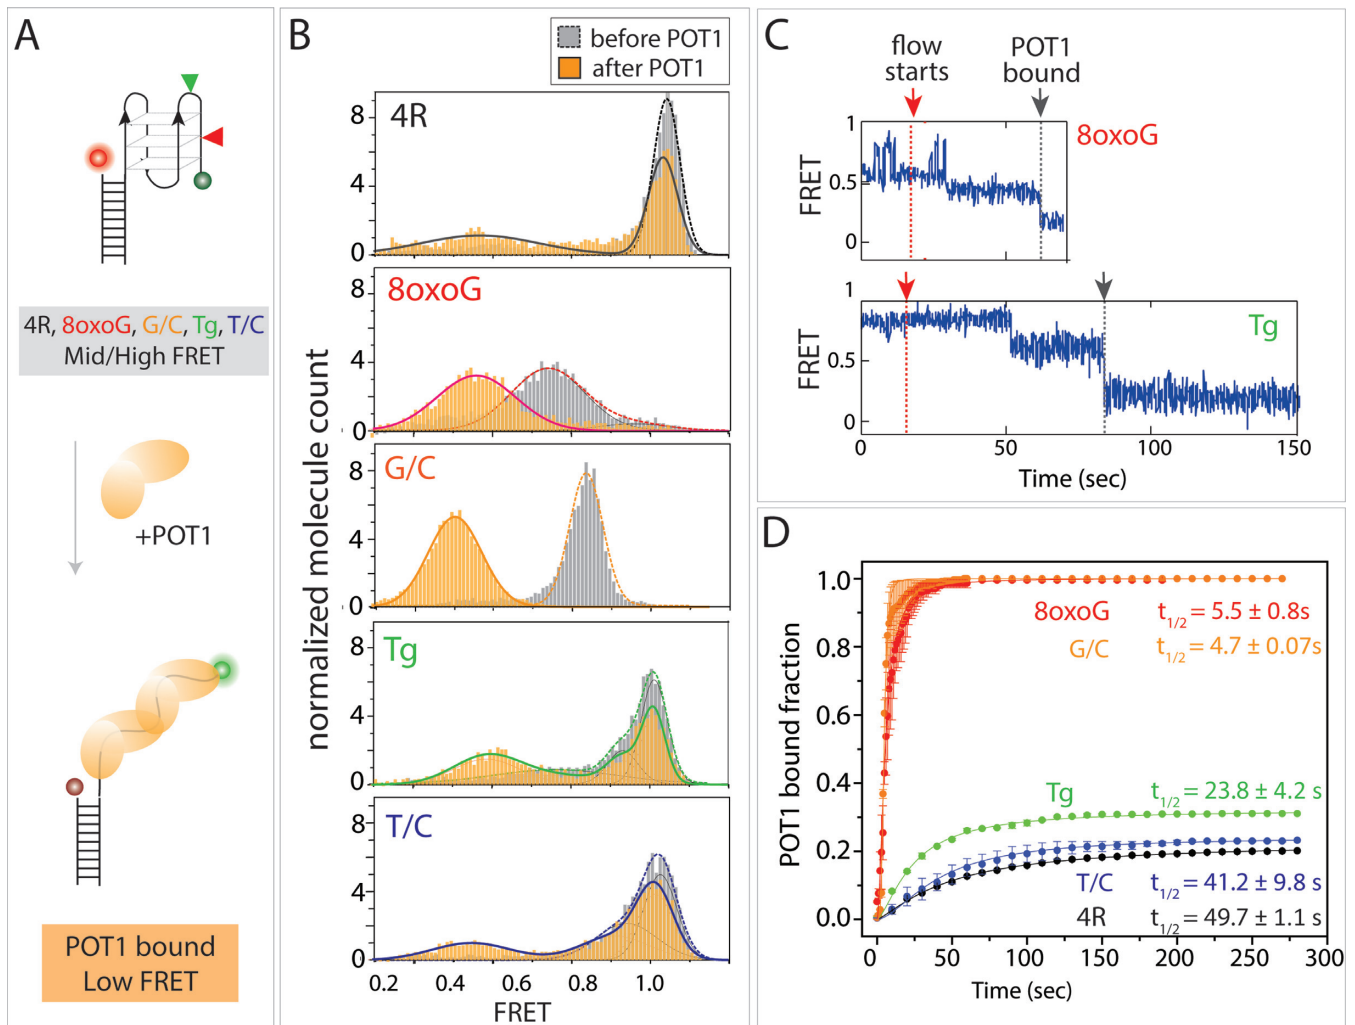 A
4R, 8oxoG, G/C, Tg, T/C
Mid/High FRET
+POT1
POT1 bound
Low FRET
B
before POT1
after POT1
normalized molecule count
4R
8
4
0
8oxoG
8
4
0
G/C
8
4
0
Tg
8
4
0
T/C
8
4
0
0.2 0.4 0.6 0.8 1.0
FRET
C
flow
starts
POT1
bound
8oxoG
FRET
1
0.5
0
Tg
FRET
1
0.5
0
0 50 100 150
Time (sec)
D
POT1 bound fraction
1.0
0.8
0.6
0.4
0.2
0.0
8oxoG t1/2 = 5.5 ± 0.8s
G/C t1/2 = 4.7 ± 0.07s
Tg t1/2 = 23.8 ± 4.2 s
T/C t1/2 = 41.2 ± 9.8 s
4R t1/2 = 49.7 ± 1.1 s
0 50 100 150 200 250 300
Time (sec)